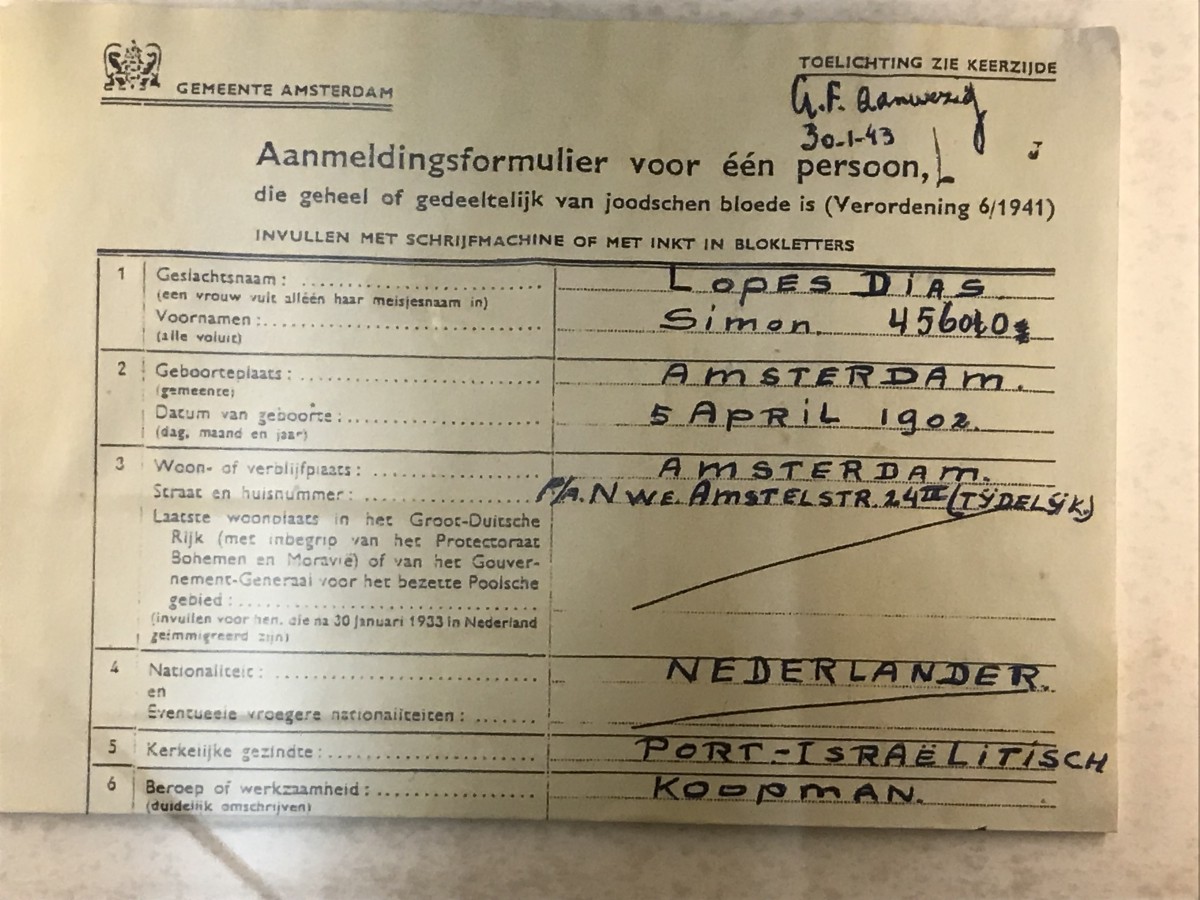 GEMEENTE AMSTERDAM
TOELICHTING ZIE KEERZIJDE
G.F. aanwezig
30-1-43
J
Aanmeldingsformulier voor één persoon,
die geheel of gedeeltelijk van joodschen bloede is (Verordening 6/1941)
INVULLEN MET SCHRIJFMACHINE OF MET INKT IN BLOKLETTERS
1 Geslachtsnaam : LOPES DIAS
(een vrouw vult alléén haar meisjesnaam in)
Voornamen : Simon.
(alle voluit)
2 Geboorteplaats : AMSTERDAM.
(gemeente)
Datum van geboorte : 5 APRIL 1902.
(dag, maand en jaar)
3 Woon- of verblijfplaats : AMSTERDAM.
Straat en huisnummer : P/A. NWE. AMSTELSTR. 24 II (TYDELYK.)
Laatste woonplaats in het Groot-Duitsche
Rijk (met inbegrip van het Protectoraat
Bohemen en Moravië) of van het Gouver-
nement-Generaal voor het bezette Poolsche
gebied :
(invullen voor hen, die na 30 Januari 1933 in Nederland
geïmmigreerd zijn)
4 Nationaliteit : NEDERLANDER.
en
Eventueele vroegere nationaliteiten :
5 Kerkelijke gezindte : PORT-ISRAËLITISCH
6 Beroep of werkzaamheid : KOOPMAN.
(duidelijk omschrijven)